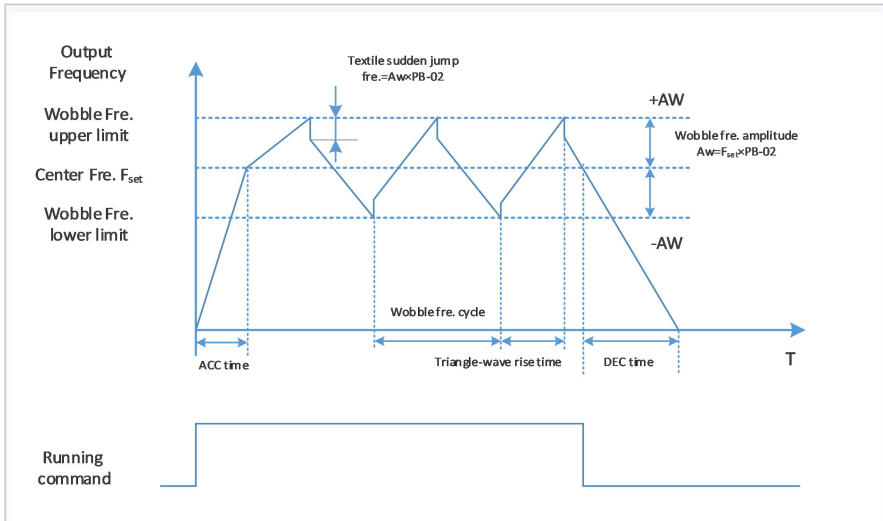 Output
Frequency
Textile sudden jump
fre.=Aw×PB-02
Wobble Fre.
upper limit
+AW
Wobble fre. amplitude
Aw=Fset×PB-02
Center Fre. Fset
Wobble Fre.
lower limit
-AW
Wobble fre. cycle
ACC time
Triangle-wave rise time
DEC time
T
Running
command